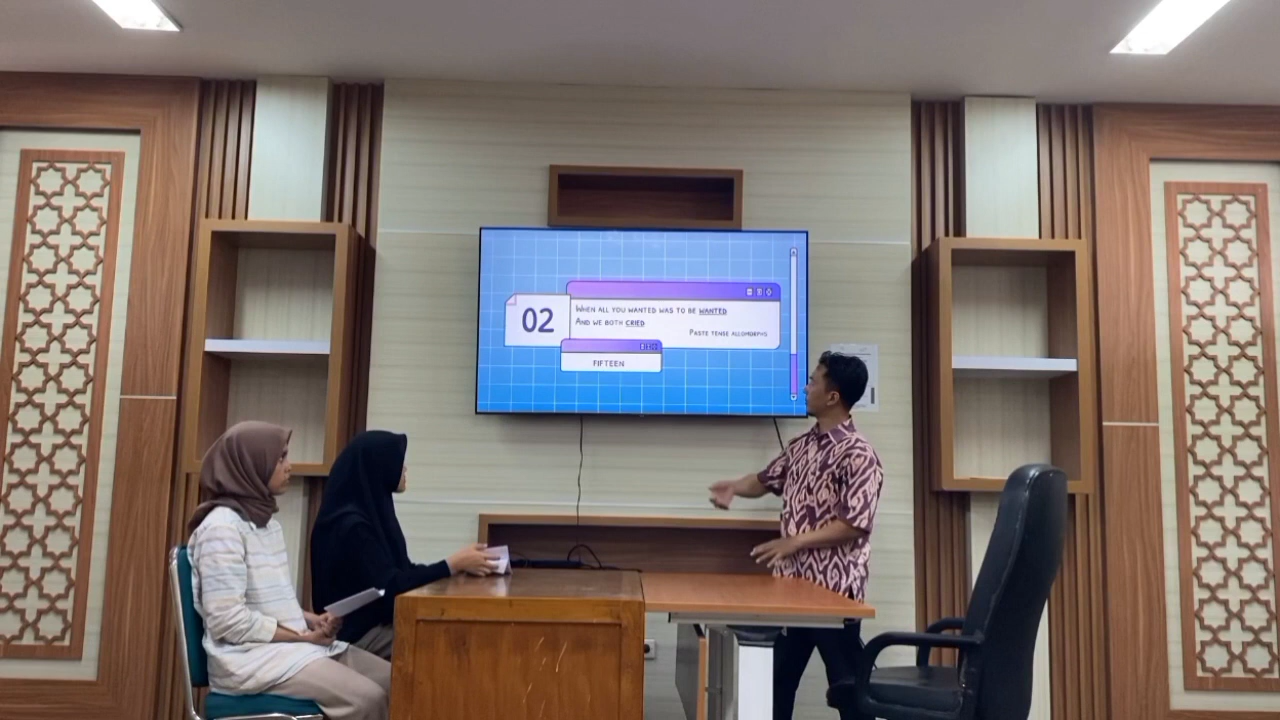 02
WHEN ALL YOU WANTED WAS TO BE WANTED
AND WE BOTH CRIED
PASTE TENSE ALLOMORPHS
FIFTEEN